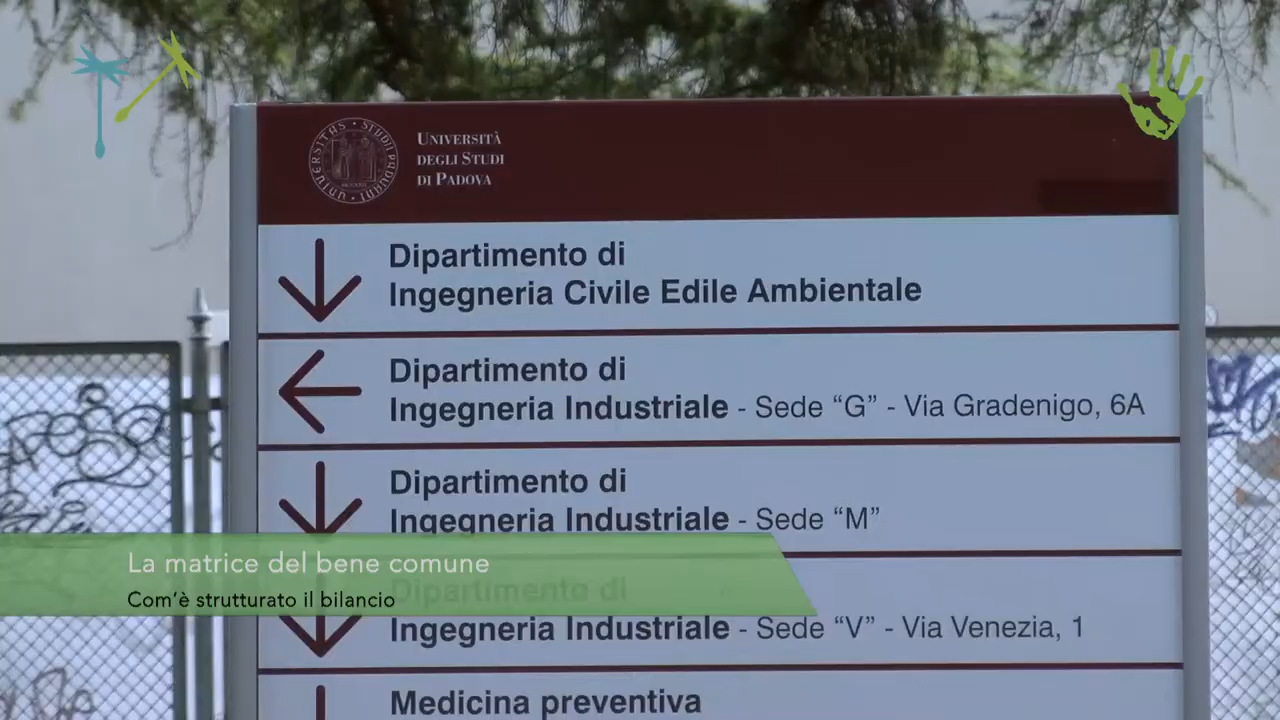 UNIVERSITÀ
DEGLI STUDI
DI PADOVA
Dipartimento di
Ingegneria Civile Edile Ambientale
Dipartimento di
Ingegneria Industriale - Sede “G” - Via Gradenigo, 6A
Dipartimento di
Ingegneria Industriale - Sede “M”
La matrice del bene comune
Dipartimento di
Com’è strutturato il bilancio
Ingegneria Industriale - Sede “V” - Via Venezia, 1
Medicina preventiva